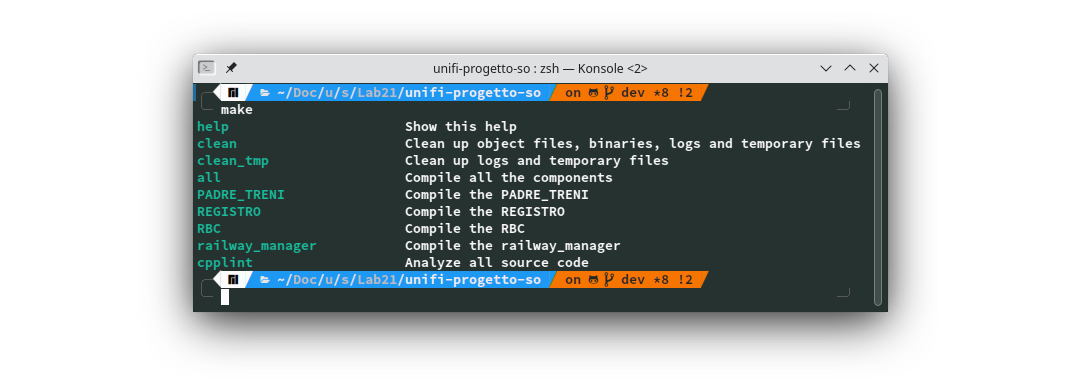 unifi-progetto-so : zsh — Konsole <2>
~/Doc/u/s/Lab21/unifi-progetto-so on dev *8 !2
make
help Show this help
clean Clean up object files, binaries, logs and temporary files
clean_tmp Clean up logs and temporary files
all Compile all the components
PADRE_TRENI Compile the PADRE_TRENI
REGISTRO Compile the REGISTRO
RBC Compile the RBC
railway_manager Compile the railway_manager
cpplint Analyze all source code
~/Doc/u/s/Lab21/unifi-progetto-so on dev *8 !2